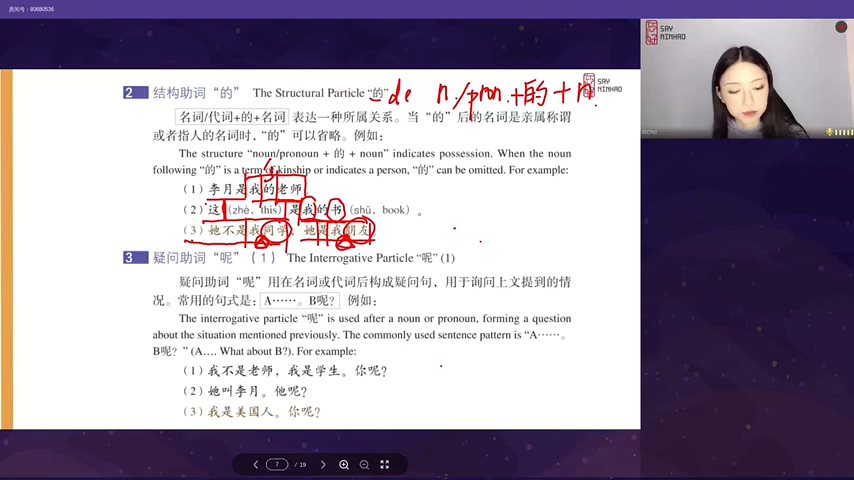 房间号：80680536
SAY
NINHAO
2 结构助词“的” The Structural Particle “的”
- de n./pron. + 的 + n.
SAY
NINHAO
名词/代词+的+名词 表达一种所属关系。当“的”后的名词是亲属称谓
或者指人的名词时，“的”可以省略。例如：
The structure “noun/pronoun + 的 + noun” indicates possession. When the noun
following “的” is a term of kinship or indicates a person, “的” can be omitted. For example:
（1）李月是我的老师
（2）这（zhè, this）是我的书（shū, book）。
（3）她不是我同学，她是我朋友。
3 疑问助词“呢”（1） The Interrogative Particle “呢” (1)
疑问助词“呢”用在名词或代词后构成疑问句，用于询问上文提到的情
况。常用的句式是：A……。B呢？ 例如：
The interrogative particle “呢” is used after a noun or pronoun, forming a question
about the situation mentioned previously. The commonly used sentence pattern is “A……。
B呢？” (A…. What about B?). For example:
（1）我不是老师，我是学生。你呢？
（2）她叫李月。他呢？
（3）我是美国人。你呢？
7 / 19